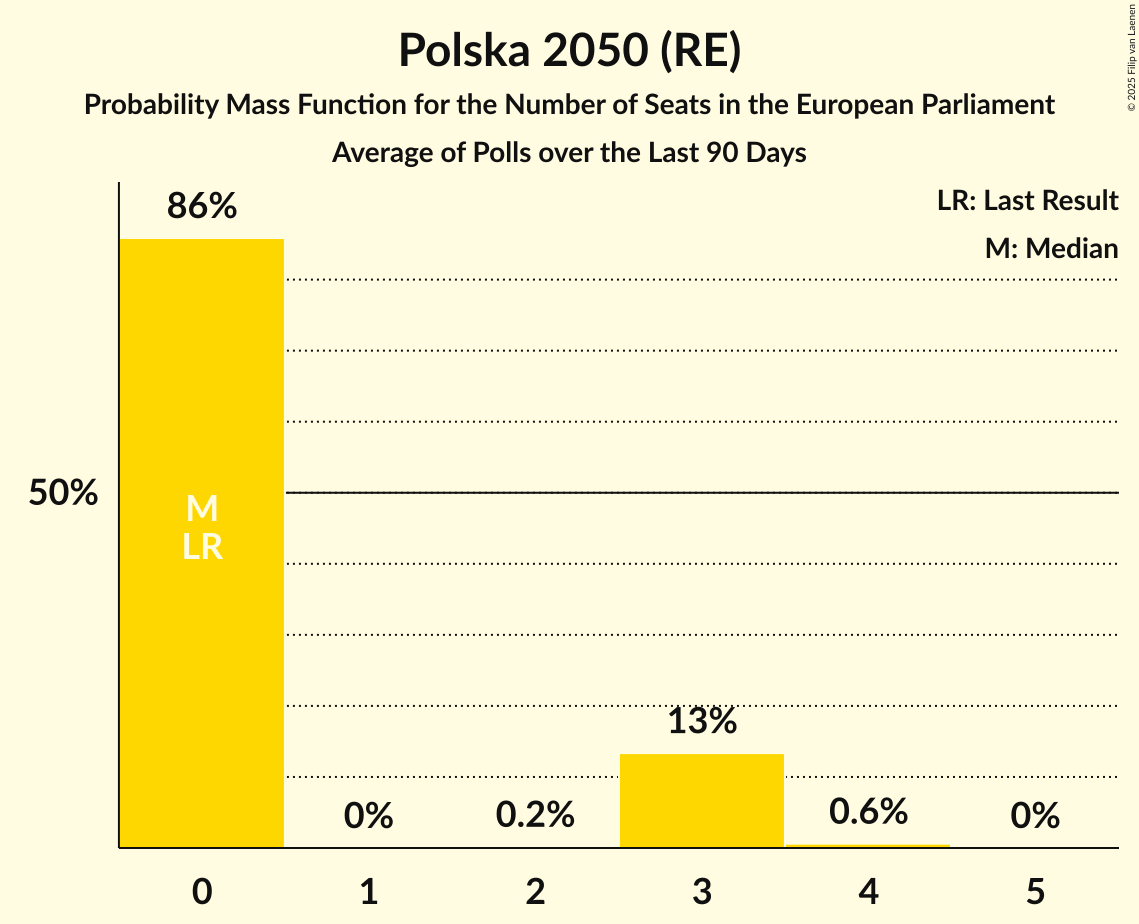 Polska 2050 (RE)
Probability Mass Function for the Number of Seats in the European Parliament
Average of Polls over the Last 90 Days
© 2025 Filip van Laenen
LR: Last Result
M: Median
86%
50%
M
LR
13%
0%
0.2%
0.6%
0%
0 1 2 3 4 5